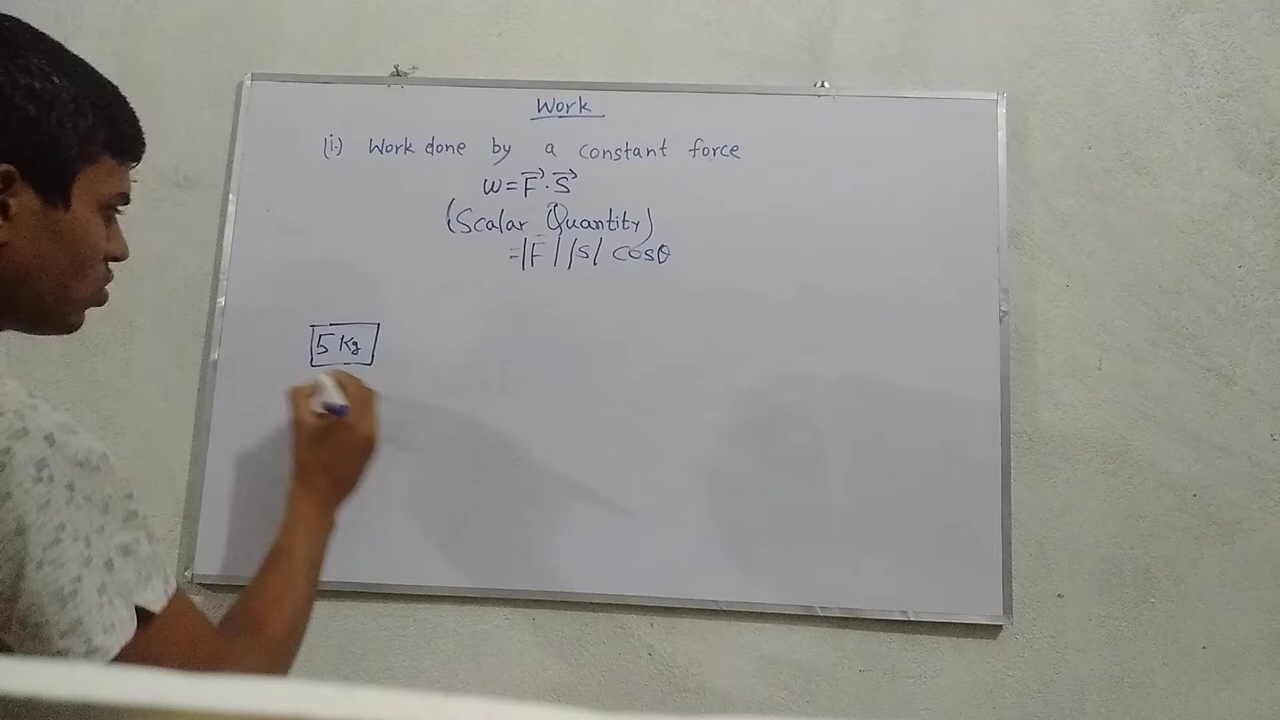 Work
(i.) Work done by a constant force
W = F⃗ . S⃗
(Scalar Quantity)
= |F| |S| cosθ
5 Kg